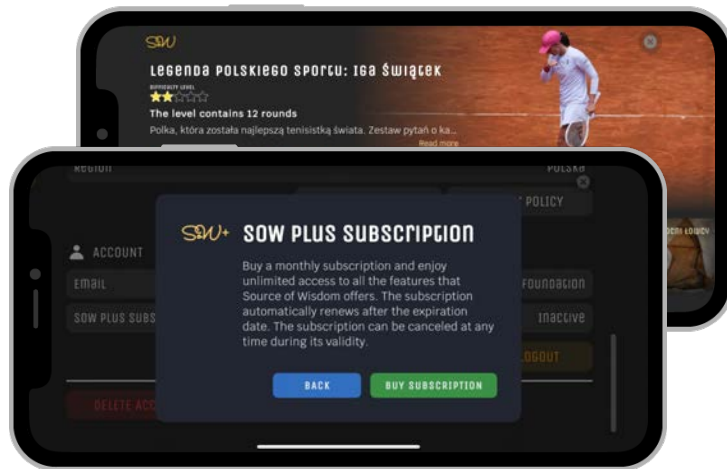 SW
Legenda polskiego sportu: Iga Świątek
DIFFICULTY LEVEL
The level contains 12 rounds
Polka, która została najlepszą tenisistką świata. Zestaw pytań o ka...
Read more
Region
Polska
POLICY
SW+ SOW PLUS SUBSCRIPTION
Buy a monthly subscription and enjoy
unlimited access to all the features that
Source of Wisdom offers. The subscription
automatically renews after the expiration
date. The subscription can be canceled at any
time during its validity.
BACK
BUY SUBSCRIPTION
ACCOUNT
Email
Foundation
SOW PLUS SUBS
Inactive
LOGOUT
DELETE ACC